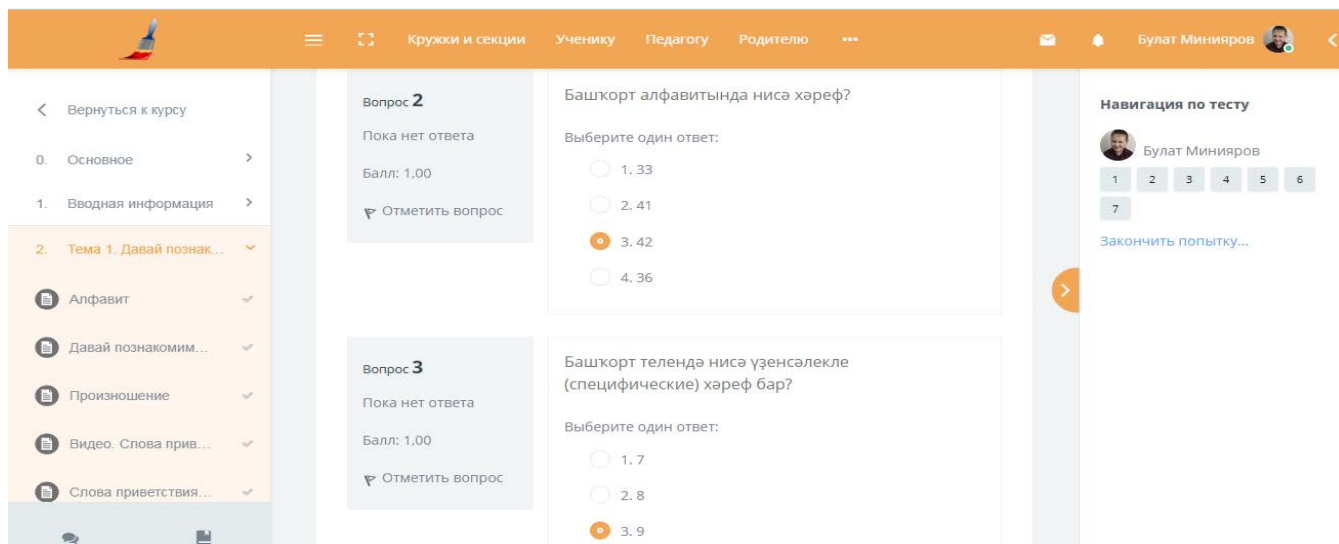 Кружки и секции Ученику Педагогу Родителю ••• Булат Минияров
Вернуться к курсу
0. Основное
1. Вводная информация
2. Тема 1. Давай познак...
Алфавит
Давай познакомим...
Произношение
Видео. Слова прив...
Слова приветствия...
Вопрос 2
Пока нет ответа
Балл: 1,00
Отметить вопрос
Башҡорт алфавитында нисә хәреф?
Выберите один ответ:
1. 33
2. 41
3. 42
4. 36
Вопрос 3
Пока нет ответа
Балл: 1,00
Отметить вопрос
Башҡорт телендә нисә үҙенсәлекле
(специфические) хәреф бар?
Выберите один ответ:
1. 7
2. 8
3. 9
Навигация по тесту
Булат Минияров
1 2 3 4 5 6
7
Закончить попытку...